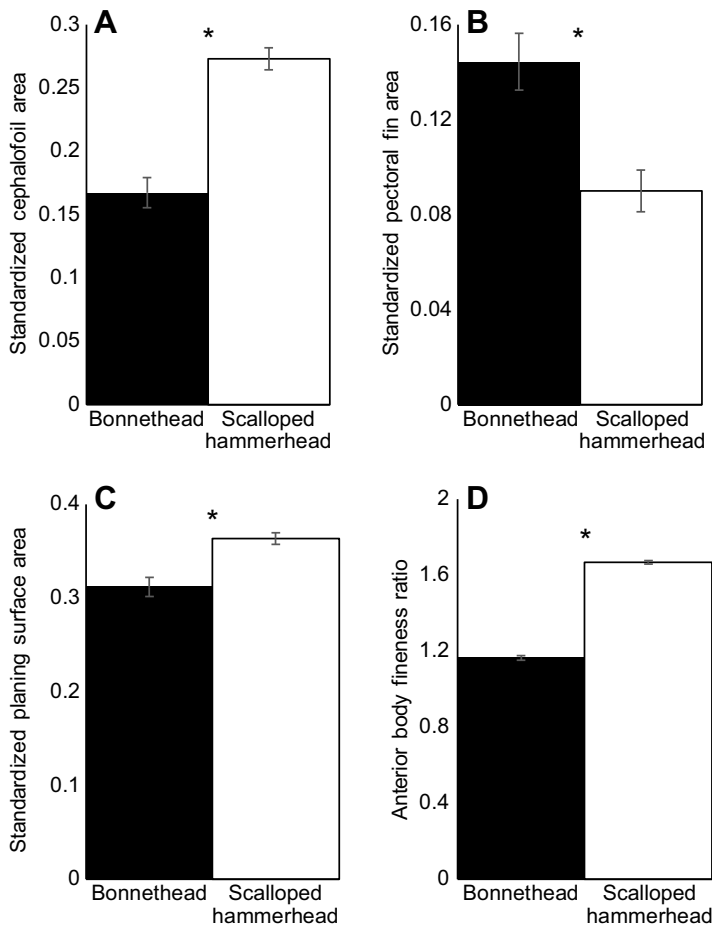 A
*
Standardized cephalofoil area
0.3
0.25
0.2
0.15
0.1
0.05
0
Bonnethead
Scalloped
hammerhead
B
*
Standardized pectoral fin area
0.16
0.12
0.08
0.04
0
Bonnethead
Scalloped
hammerhead
C
*
Standardized planing surface area
0.4
0.3
0.2
0.1
0
Bonnethead
Scalloped
hammerhead
D
*
Anterior body fineness ratio
2
1.6
1.2
0.8
0.4
0
Bonnethead
Scalloped
hammerhead